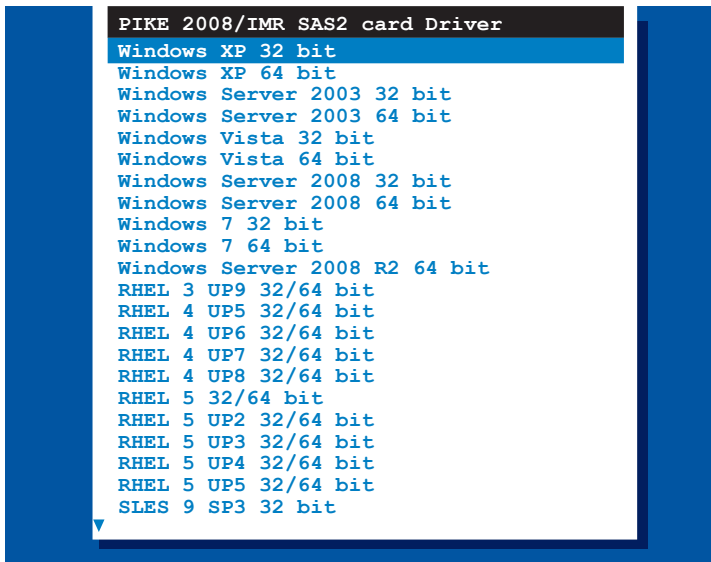 PIKE 2008/IMR SAS2 card Driver
Windows XP 32 bit
Windows XP 64 bit
Windows Server 2003 32 bit
Windows Server 2003 64 bit
Windows Vista 32 bit
Windows Vista 64 bit
Windows Server 2008 32 bit
Windows Server 2008 64 bit
Windows 7 32 bit
Windows 7 64 bit
Windows Server 2008 R2 64 bit
RHEL 3 UP9 32/64 bit
RHEL 4 UP5 32/64 bit
RHEL 4 UP6 32/64 bit
RHEL 4 UP7 32/64 bit
RHEL 4 UP8 32/64 bit
RHEL 5 32/64 bit
RHEL 5 UP2 32/64 bit
RHEL 5 UP3 32/64 bit
RHEL 5 UP4 32/64 bit
RHEL 5 UP5 32/64 bit
SLES 9 SP3 32 bit